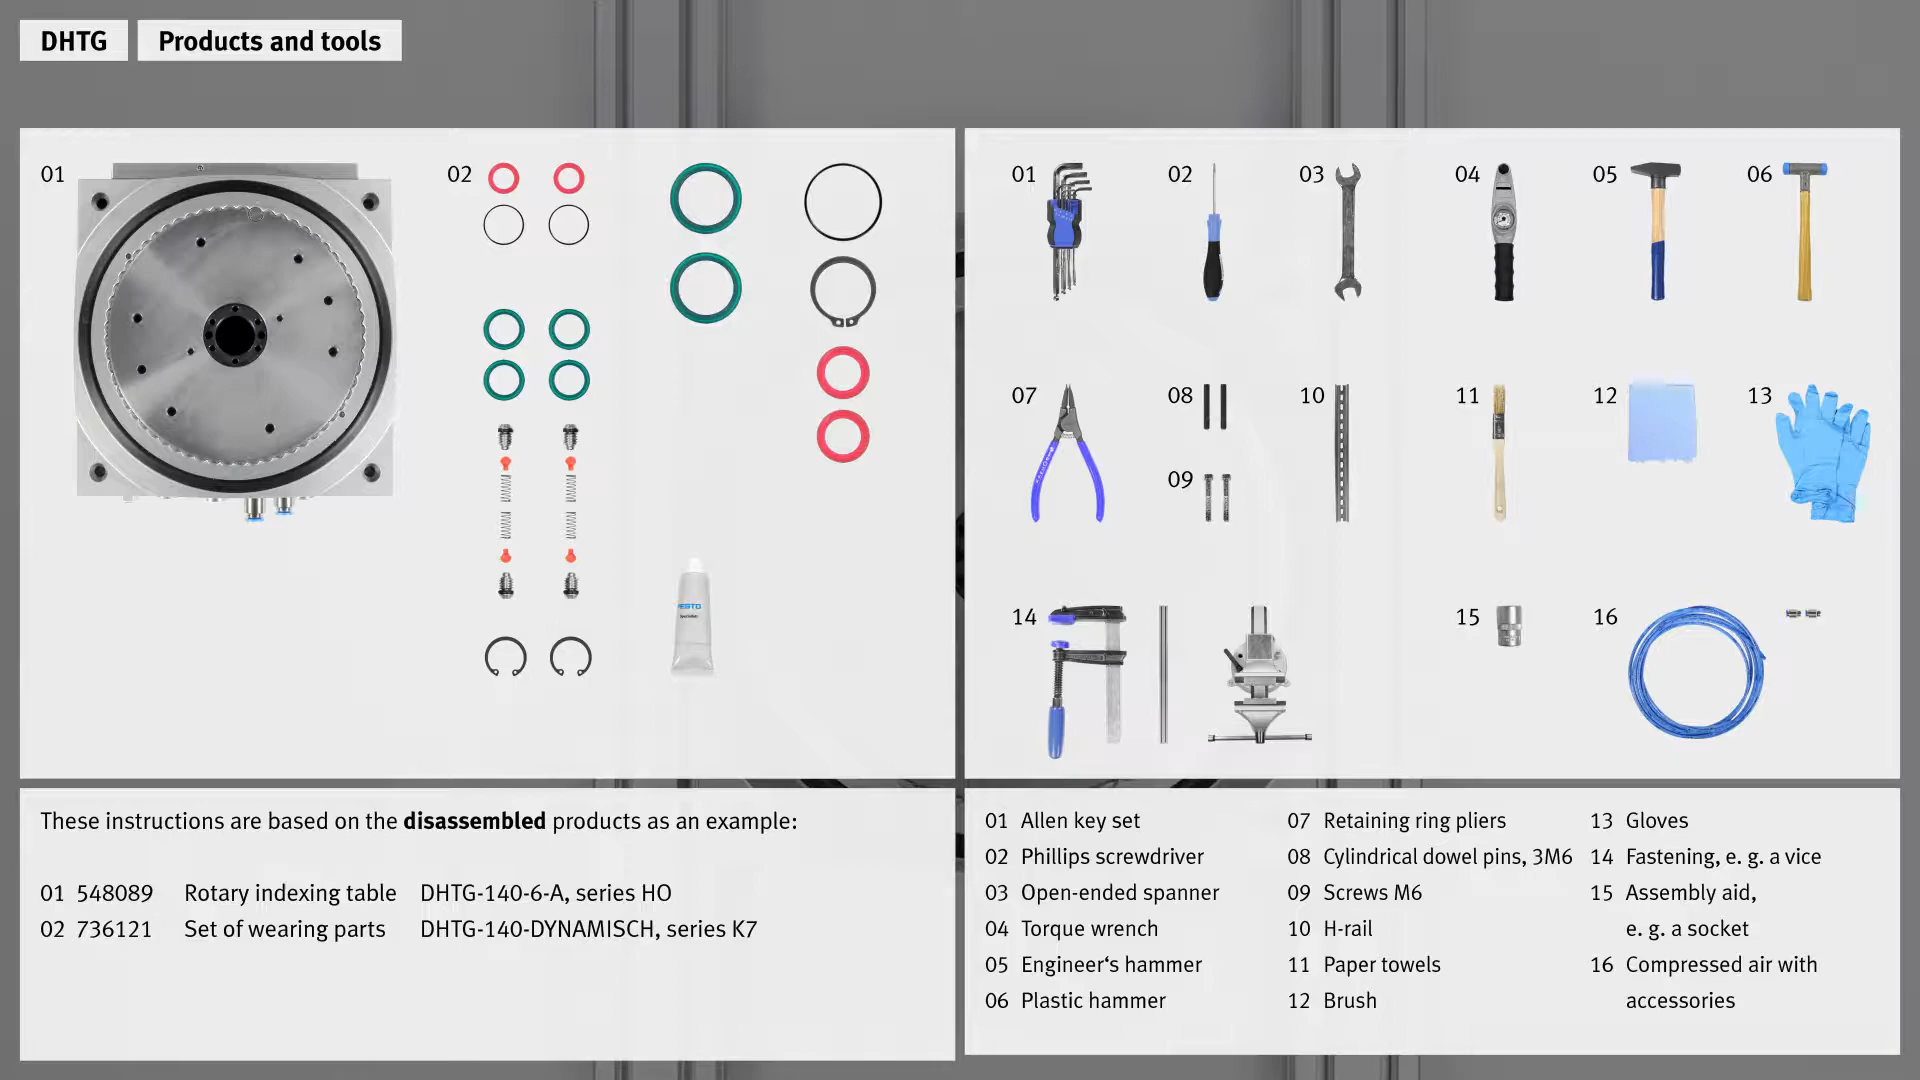 DHTG Products and tools
01
02
FESTO
01 02 03 04 05 06
07 08 10 11 12 13
09
14 15 16
These instructions are based on the disassembled products as an example:
01 548089 Rotary indexing table DHTG-140-6-A, series HO
02 736121 Set of wearing parts DHTG-140-DYNAMISCH, series K7
01 Allen key set
02 Phillips screwdriver
03 Open-ended spanner
04 Torque wrench
05 Engineer‘s hammer
06 Plastic hammer
07 Retaining ring pliers
08 Cylindrical dowel pins, 3M6
09 Screws M6
10 H-rail
11 Paper towels
12 Brush
13 Gloves
14 Fastening, e. g. a vice
15 Assembly aid,
e. g. a socket
16 Compressed air with
accessories